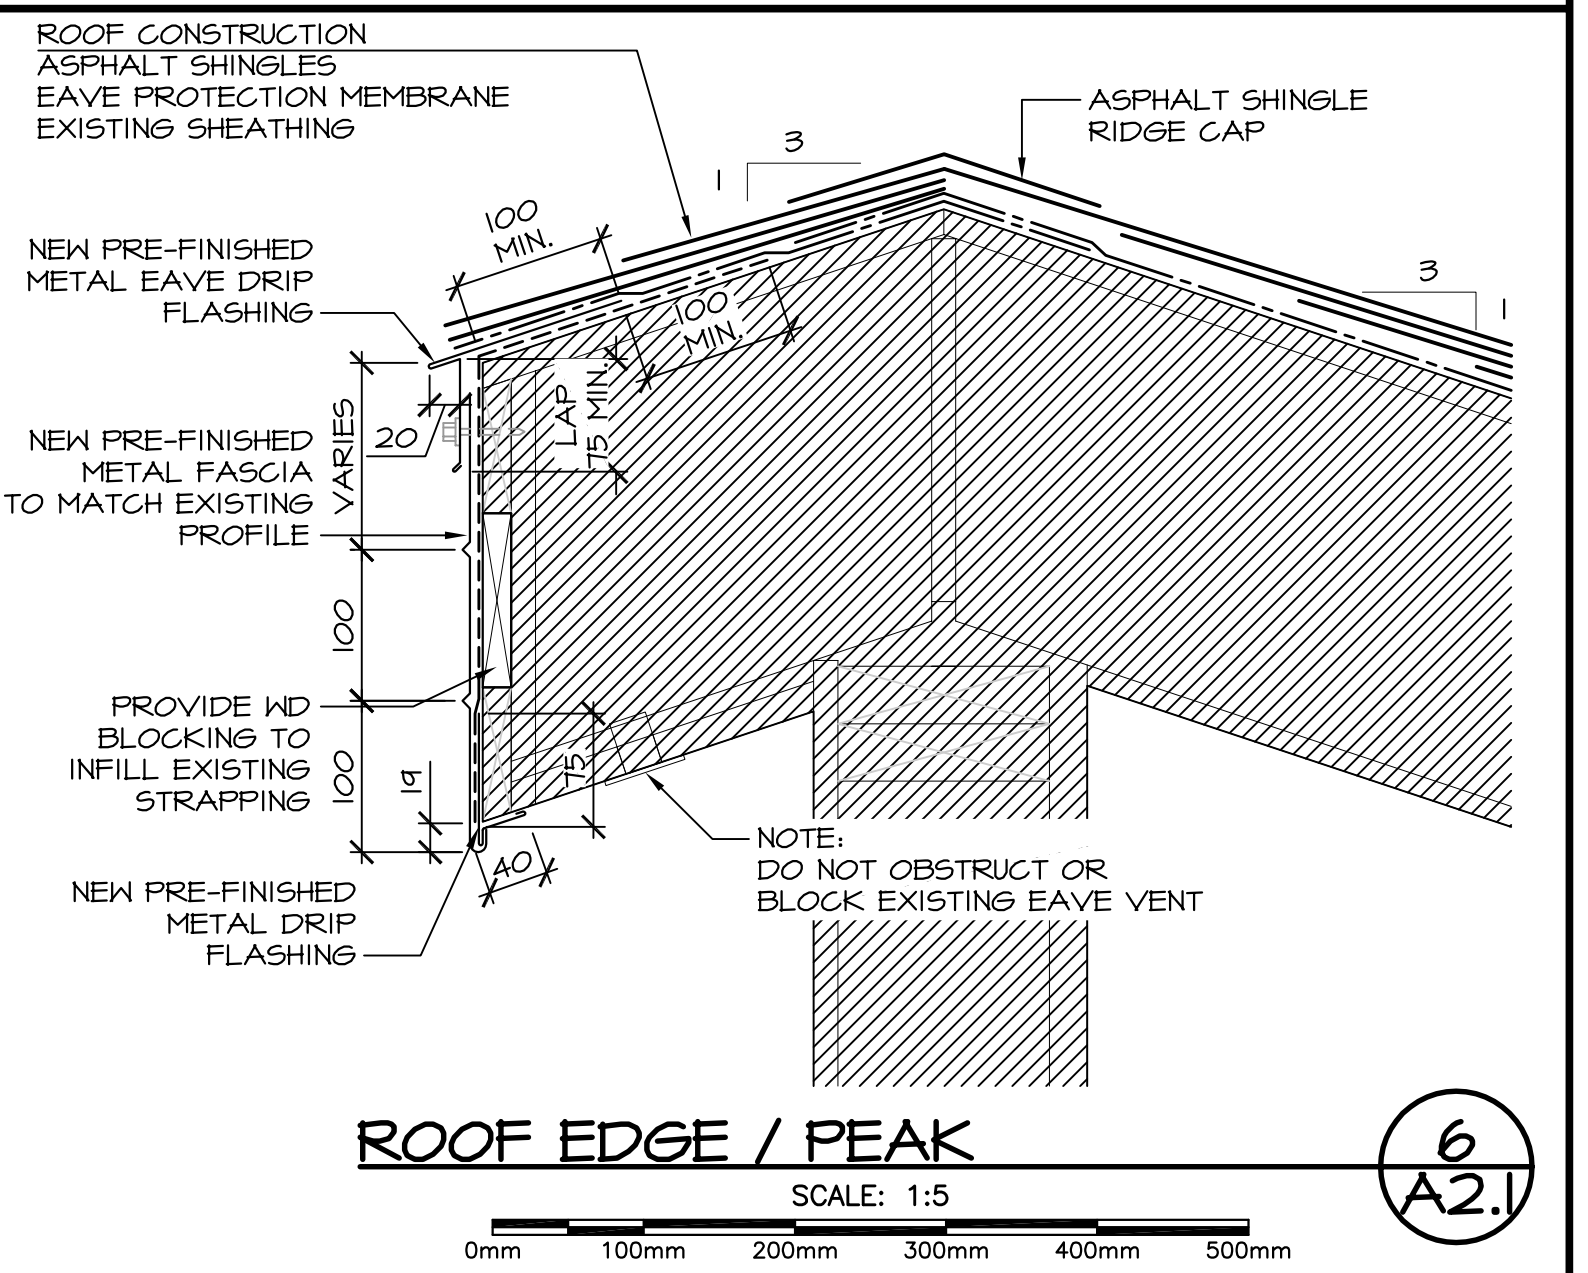 ROOF CONSTRUCTION
ASPHALT SHINGLES
EAVE PROTECTION MEMBRANE
EXISTING SHEATHING
ASPHALT SHINGLE
RIDGE CAP
3
1
3
1
100
MIN.
100
MIN.
NEW PRE-FINISHED
METAL EAVE DRIP
FLASHING
VARIES
20
LAP
75 MIN.
NEW PRE-FINISHED
METAL FASCIA
TO MATCH EXISTING
PROFILE
100
PROVIDE WD
BLOCKING TO
INFILL EXISTING
STRAPPING
100
19
75
40
NOTE:
DO NOT OBSTRUCT OR
BLOCK EXISTING EAVE VENT
NEW PRE-FINISHED
METAL DRIP
FLASHING
ROOF EDGE / PEAK
6
A2.1
SCALE: 1:5
0mm 100mm 200mm 300mm 400mm 500mm